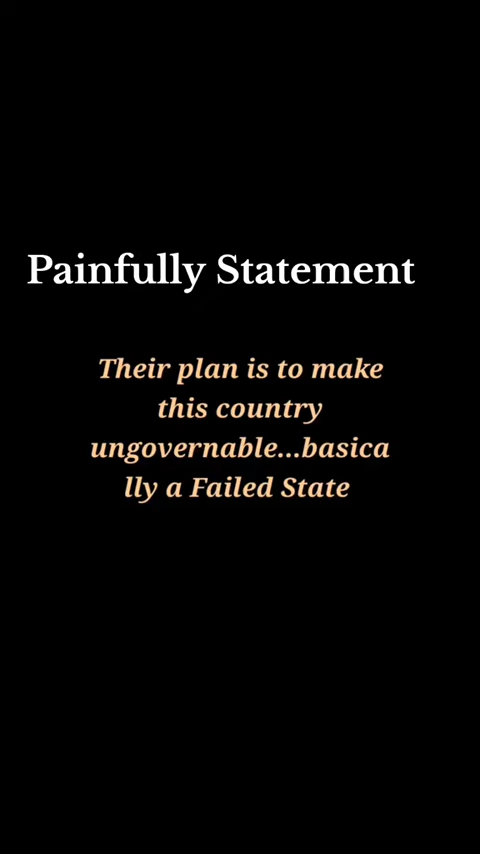 Painfully Statement
Their plan is to make
this country
ungovernable...basica
lly a Failed State